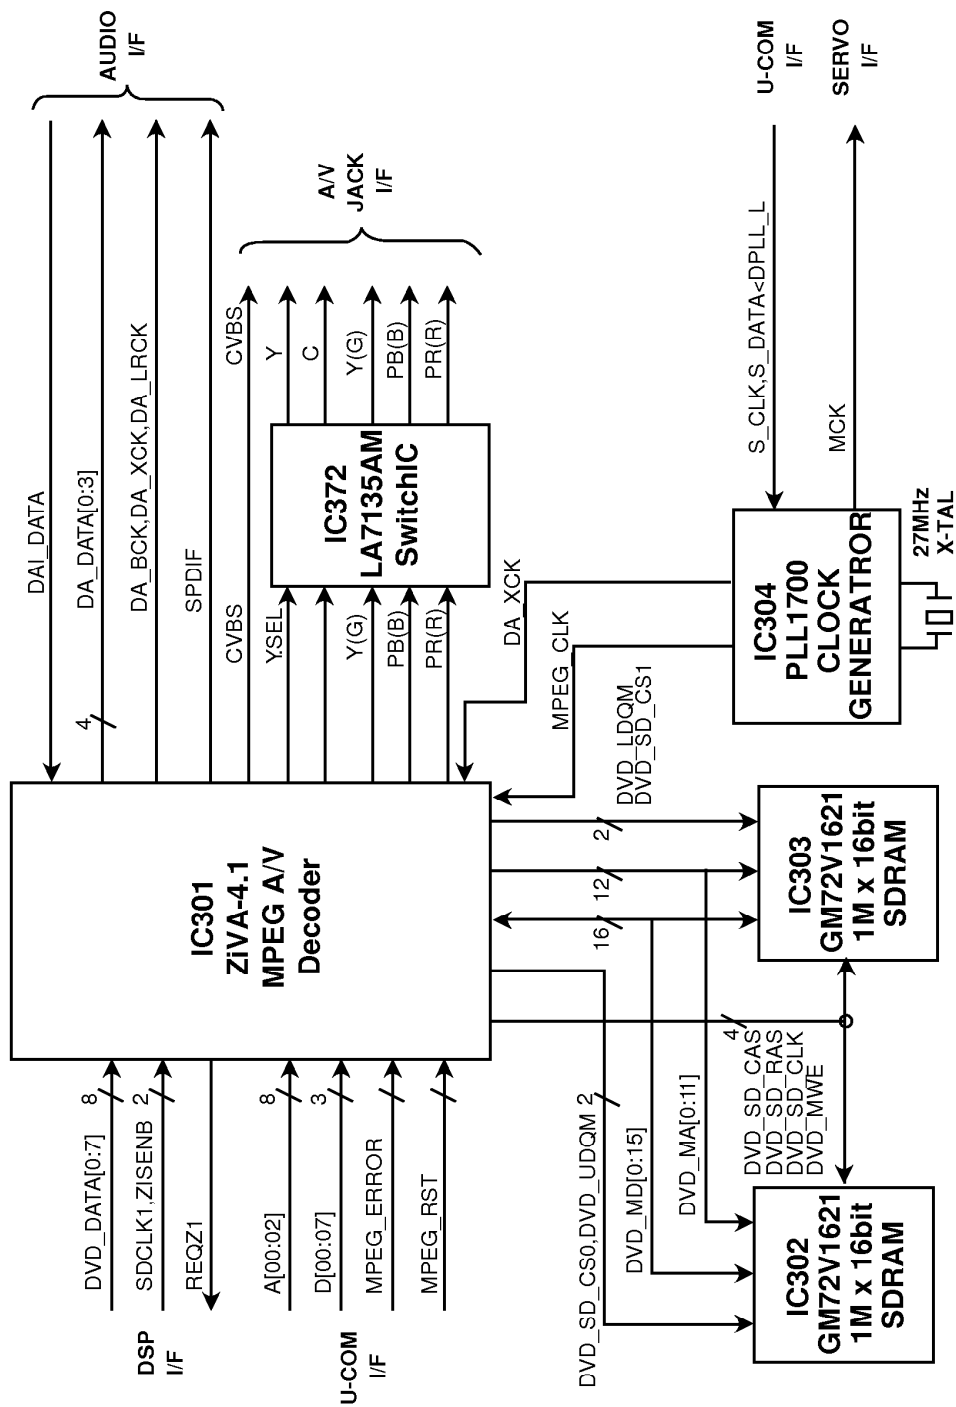 AUDIO
I/F
DAI_DATA
DA_DATA[0:3]
4
DA_BCK,DA_XCK,DA_LRCK
SPDIF
CVBS
CVBS
Y.SEL
Y
C
Y(G)
Y(G)
PB(B)
PB(B)
PR(R)
PR(R)
A/V
JACK
I/F
IC372
LA7135AM
SwitchIC
DSP
I/F
DVD_DATA[0:7]
8
SDCLK1,ZISENB
2
REQZ1
U-COM
I/F
A[00:02]
8
D[00:07]
3
MPEG_ERROR
MPEG_RST
IC301
ZiVA-4.1
MPEG A/V
Decoder
DA_XCK
MPEG_CLK
DVD_LDQM
DVD_SD_CS1
2
12
16
DVD_SD_CS0,DVD_UDQM
2
DVD_MD[0:15]
DVD_MA[0:11]
4
DVD_SD_CAS
DVD_SD_RAS
DVD_SD_CLK
DVD_MWE
IC302
GM72V1621
1M x 16bit
SDRAM
IC303
GM72V1621
1M x 16bit
SDRAM
IC304
PLL1700
CLOCK
GENERATROR
27MHz
X-TAL
S_CLK,S_DATA<DPLL_L
MCK
U-COM
I/F
SERVO
I/F